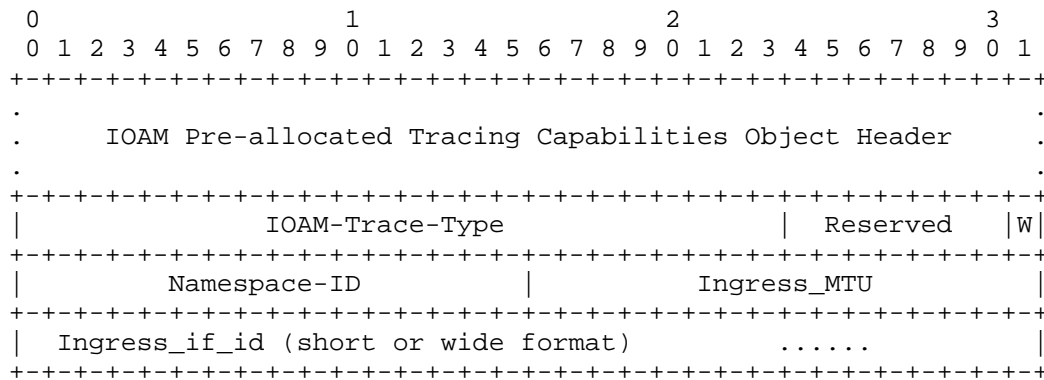 0                   1                   2                   3
 0 1 2 3 4 5 6 7 8 9 0 1 2 3 4 5 6 7 8 9 0 1 2 3 4 5 6 7 8 9 0 1
+-+-+-+-+-+-+-+-+-+-+-+-+-+-+-+-+-+-+-+-+-+-+-+-+-+-+-+-+-+-+-+-+
.                                                               .
.     IOAM Pre-allocated Tracing Capabilities Object Header     .
.                                                               .
+-+-+-+-+-+-+-+-+-+-+-+-+-+-+-+-+-+-+-+-+-+-+-+-+-+-+-+-+-+-+-+-+
|               IOAM-Trace-Type                 |  Reserved   |W|
+-+-+-+-+-+-+-+-+-+-+-+-+-+-+-+-+-+-+-+-+-+-+-+-+-+-+-+-+-+-+-+-+
|         Namespace-ID          |          Ingress_MTU          |
+-+-+-+-+-+-+-+-+-+-+-+-+-+-+-+-+-+-+-+-+-+-+-+-+-+-+-+-+-+-+-+-+
|  Ingress_if_id (short or wide format)         ......          |
+-+-+-+-+-+-+-+-+-+-+-+-+-+-+-+-+-+-+-+-+-+-+-+-+-+-+-+-+-+-+-+-+